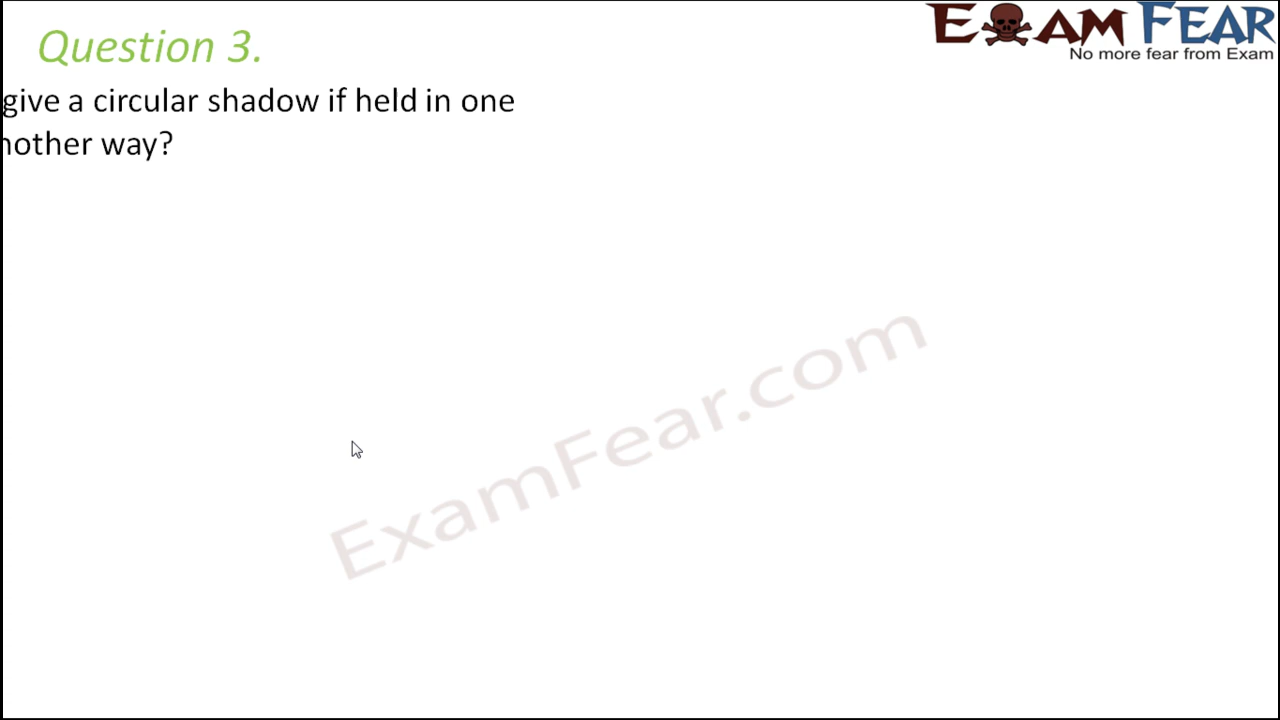 EXAM FEAR
No more fear from Exam
Question 3.
give a circular shadow if held in one
nother way?
ExamFear.com